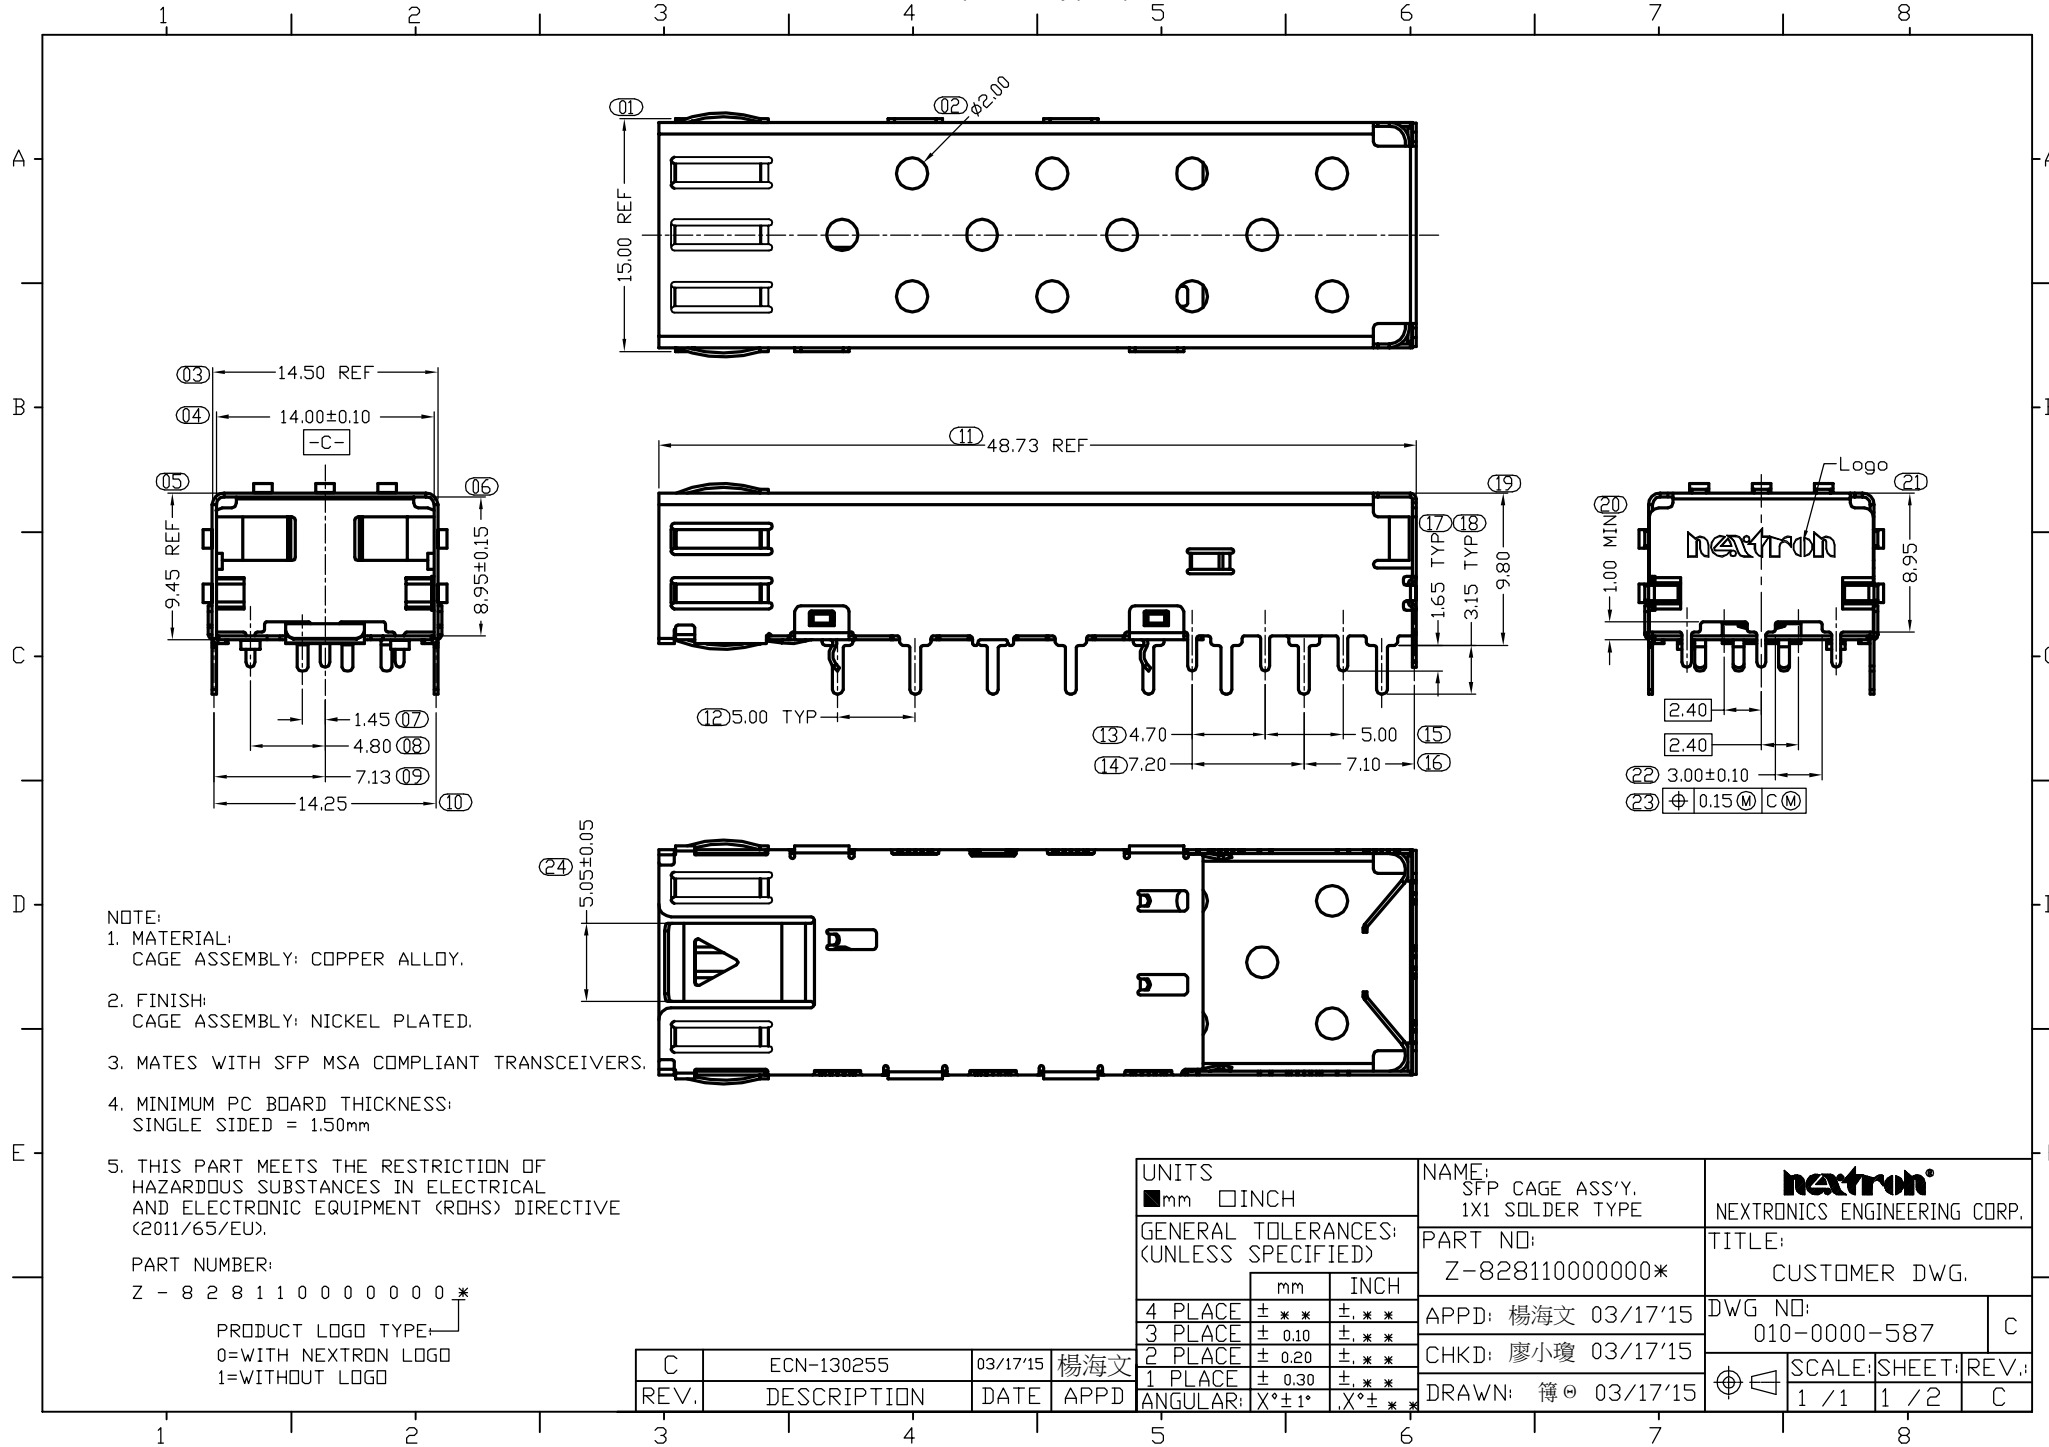 1 2 3 4 5 6 7 8
A
B
C
D
E
01
15.00 REF
02 ø2.00
03 14.50 REF
04 14.00±0.10
-C-
05 9.45 REF
06 8.95±0.15
1.45 07
4.80 08
7.13 09
14.25 10
11 48.73 REF
12 5.00 TYP
13 4.70
14 7.20
5.00 15
7.10 16
17 1.65 TYP
18 3.15 TYP
19 9.80
Logo
nextron
20 1.00 MIN
21 8.95
2.40
2.40
22 3.00±0.10
23 ⌖ 0.15 Ⓜ C Ⓜ
24 5.05±0.05
NOTE:
1. MATERIAL:
CAGE ASSEMBLY: COPPER ALLOY.
2. FINISH:
CAGE ASSEMBLY: NICKEL PLATED.
3. MATES WITH SFP MSA COMPLIANT TRANSCEIVERS.
4. MINIMUM PC BOARD THICKNESS:
SINGLE SIDED = 1.50mm
5. THIS PART MEETS THE RESTRICTION OF
HAZARDOUS SUBSTANCES IN ELECTRICAL
AND ELECTRONIC EQUIPMENT (ROHS) DIRECTIVE
(2011/65/EU).
PART NUMBER:
Z - 8 2 8 1 1 0 0 0 0 0 0 0 *
PRODUCT LOGO TYPE:
0=WITH NEXTRON LOGO
1=WITHOUT LOGO
C ECN-130255 03/17'15 楊海文
REV. DESCRIPTION DATE APPD
UNITS
■mm □INCH
GENERAL TOLERANCES:
(UNLESS SPECIFIED)
mm INCH
4 PLACE ± * * ±. * *
3 PLACE ± 0.10 ±. * *
2 PLACE ± 0.20 ±. * *
1 PLACE ± 0.30 ±. * *
ANGULAR: X°± 1° .X°± * *
NAME:
SFP CAGE ASS'Y.
1X1 SOLDER TYPE
PART NO:
Z-828110000000*
APPD: 楊海文 03/17'15
CHKD: 廖小瓊 03/17'15
DRAWN: 03/17'15
nextron®
NEXTRONICS ENGINEERING CORP.
TITLE:
CUSTOMER DWG.
DWG NO:
010-0000-587 C
SCALE: SHEET: REV.:
1 /1 1 /2 C
1 2 3 4 5 6 7 8